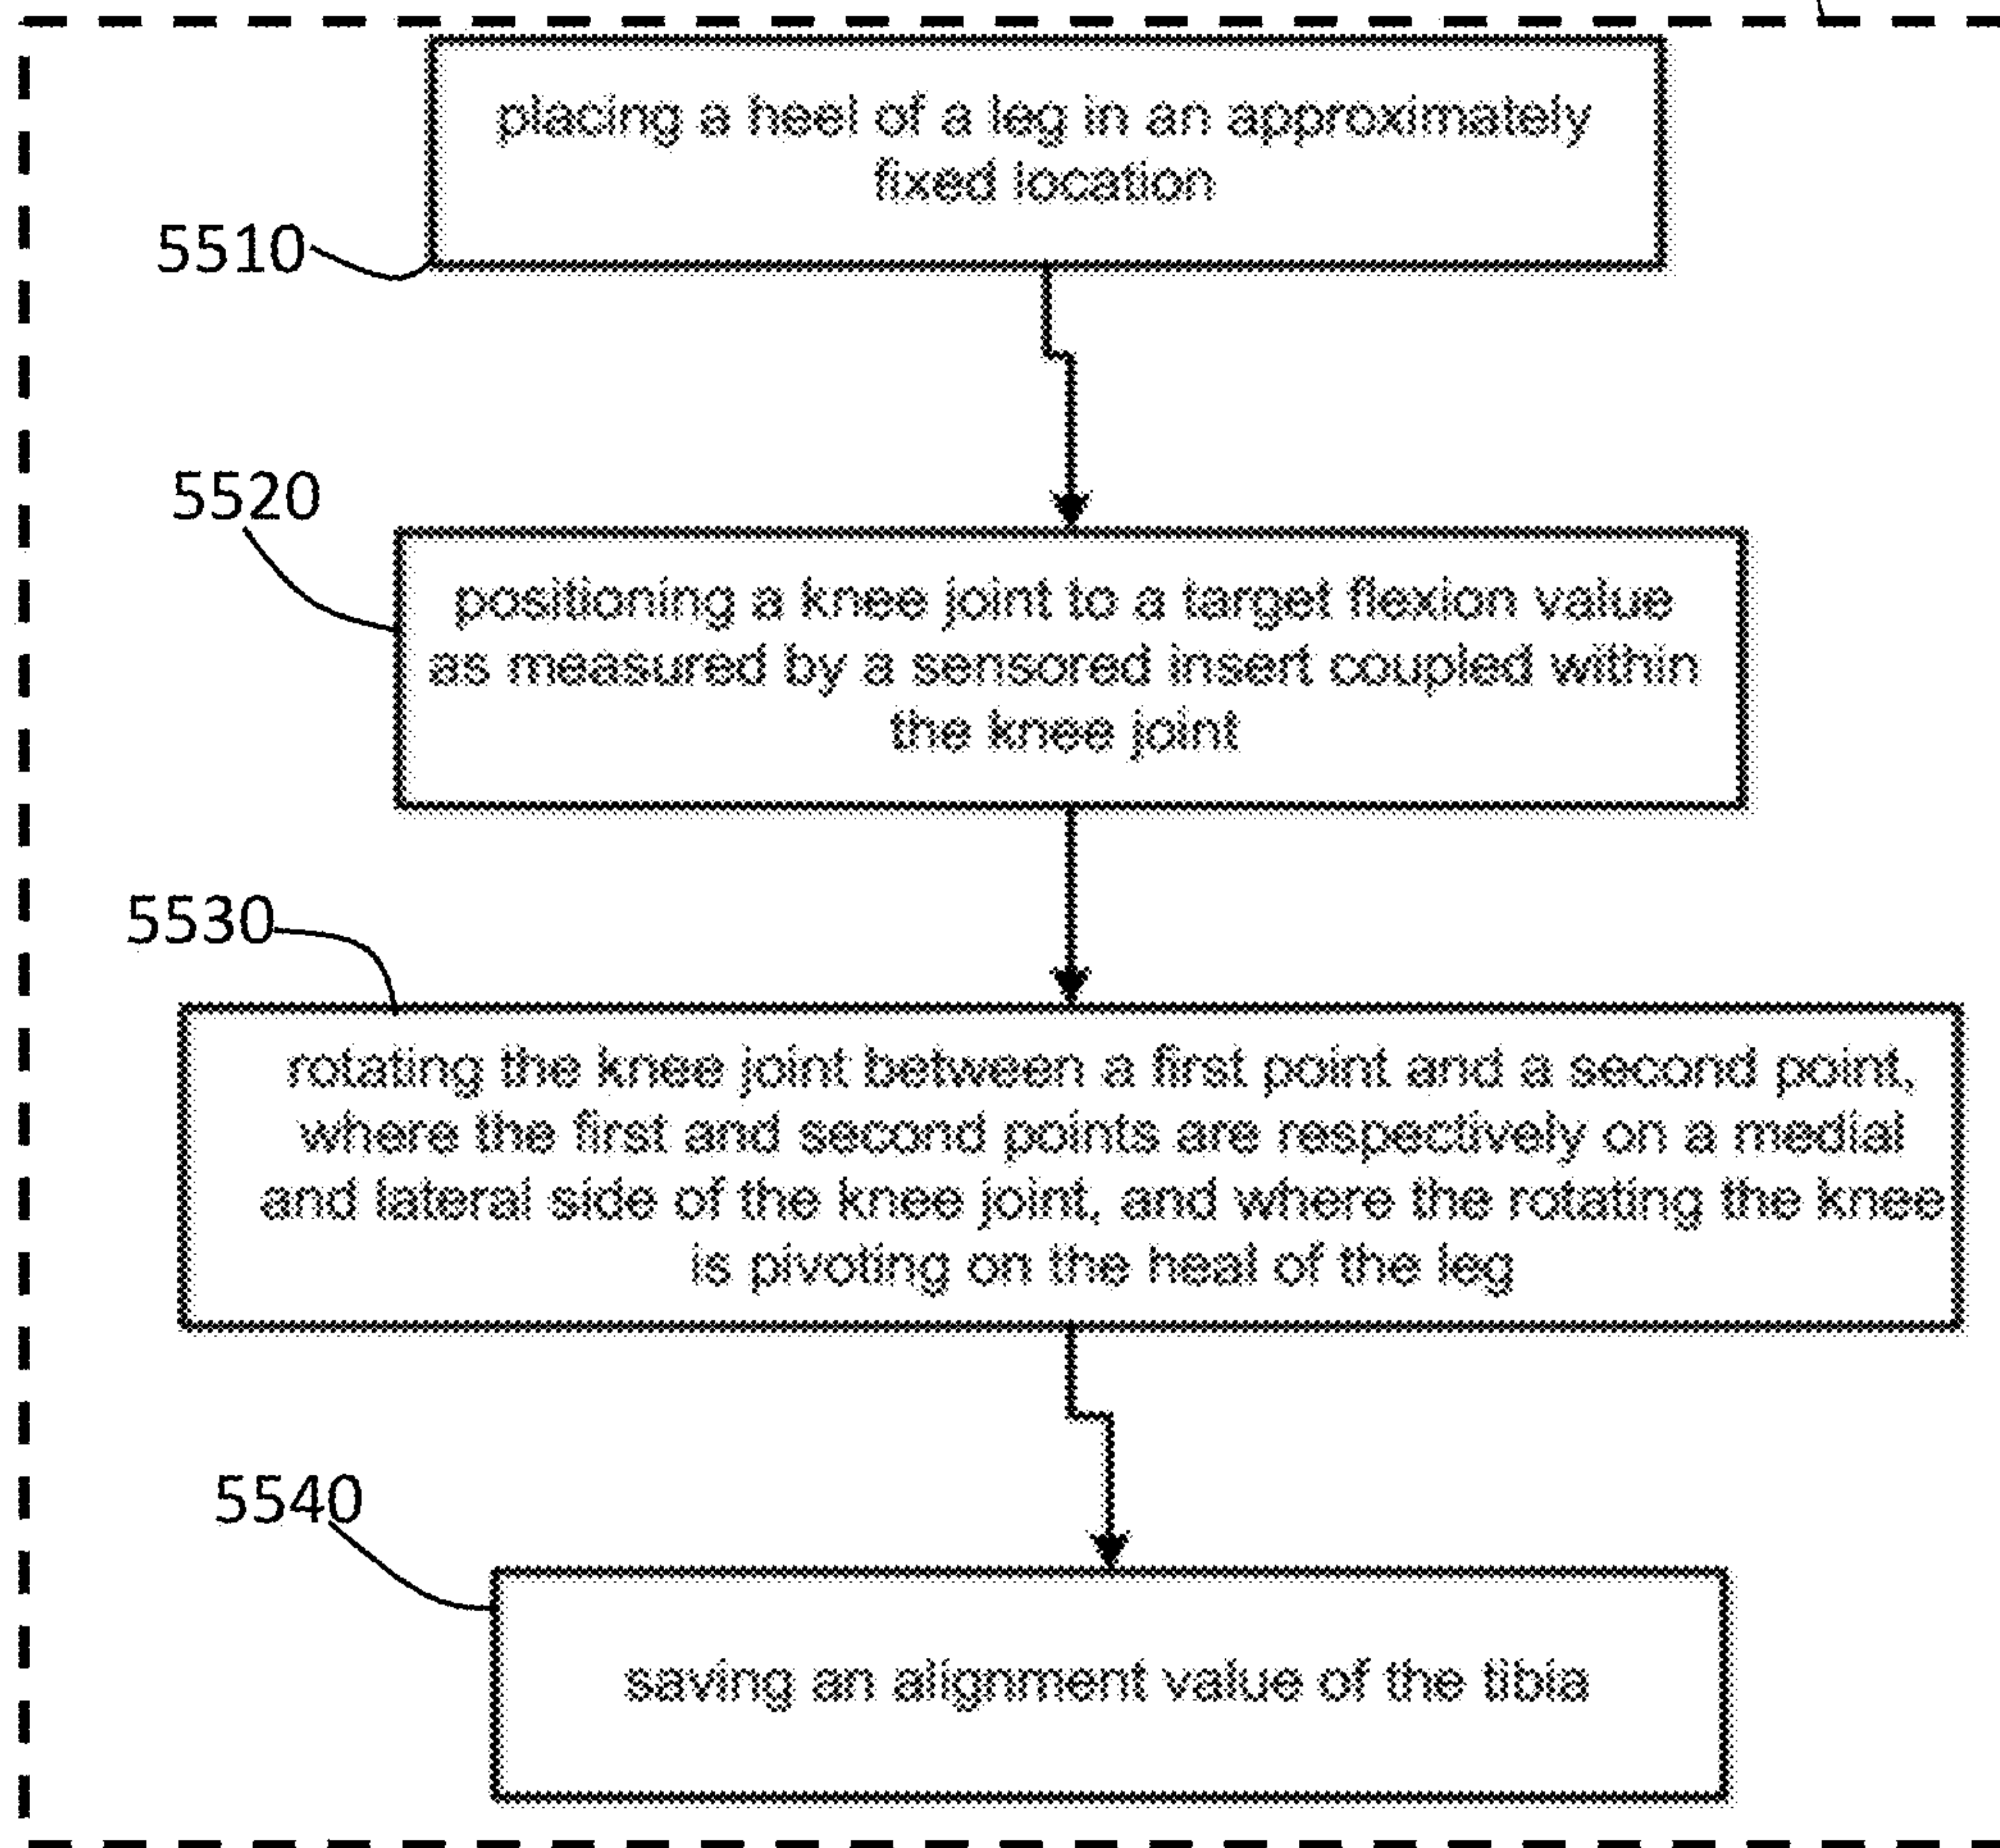 placing a heel of a leg in an approximately
fixed location
5510
5520
positioning a knee joint to a target flexion value
as measured by a sensored insert coupled within
the knee joint
5530
rotating the knee joint between a first point and a second point,
where the first and second points are respectively on a medial
and lateral side of the knee joint, and where the rotating the knee
is pivoting on the heal of the leg
5540
saving an alignment value of the tibia